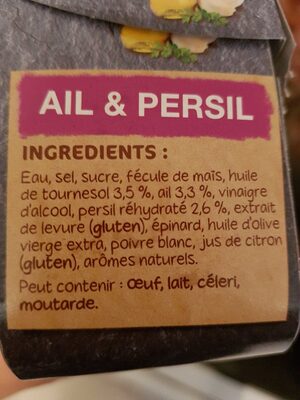 AIL & PERSIL
INGREDIENTS :
Eau, sel, sucre, fécule de maïs, huile
de tournesol 3,5 %, ail 3,3 %, vinaigre
d'alcool, persil réhydraté 2,6 %, extrait
de levure (gluten), épinard, huile d'olive
vierge extra, poivre blanc, jus de citron
(gluten), arômes naturels.
Peut contenir : œuf, lait, céleri,
moutarde.